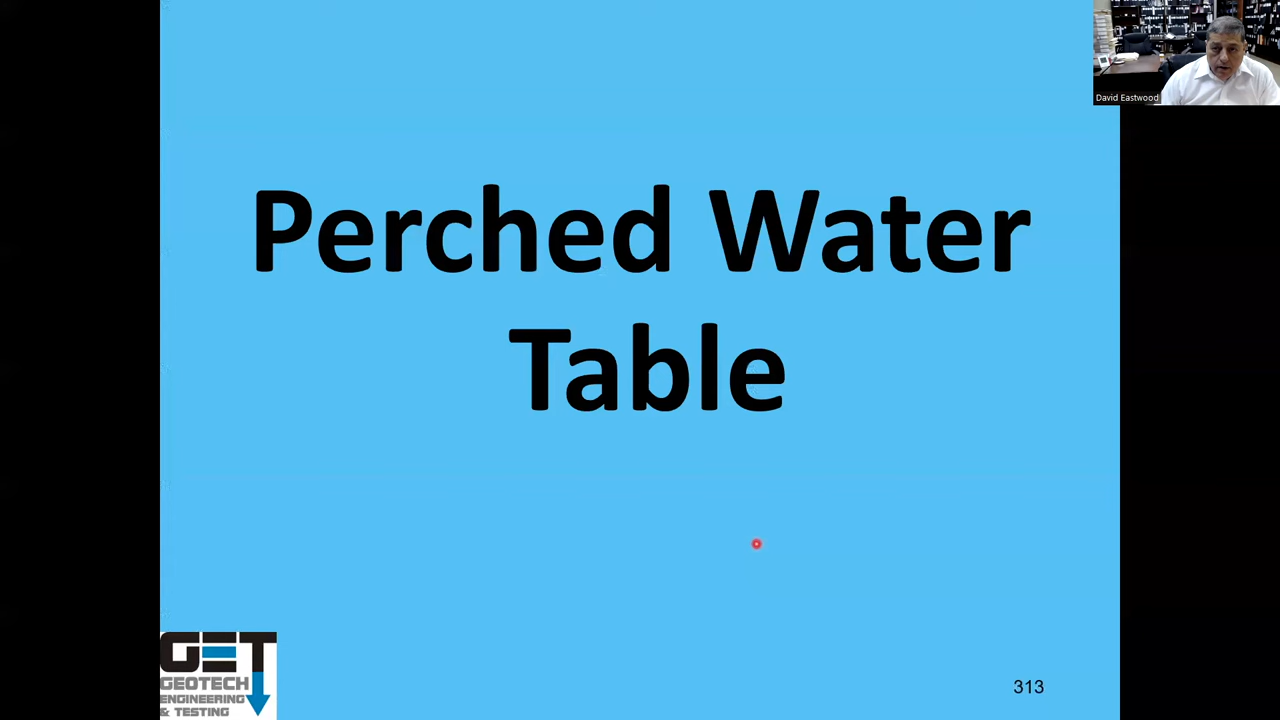 David Eastwood
Perched Water
Table
GET
GEOTECH
ENGINEERING
& TESTING
313